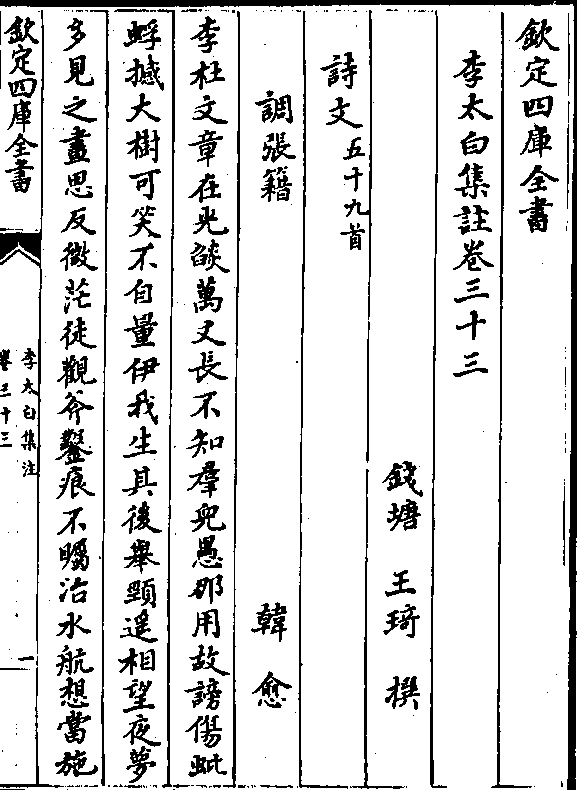 欽定四庫全書
李太白集註卷三十三
錢塘 王琦 撰
詩文五十九首
調張籍 韓愈
李杜文章在光燄萬丈長不知羣兒愚那用故謗傷蚍
蜉撼大樹可笑不自量伊我生其後舉頸遥相望夜夢
多見之晝思反微茫徒觀斧鑿痕不矚治水航想當施
欽定四庫全書
李太白集注
卷三十三
一